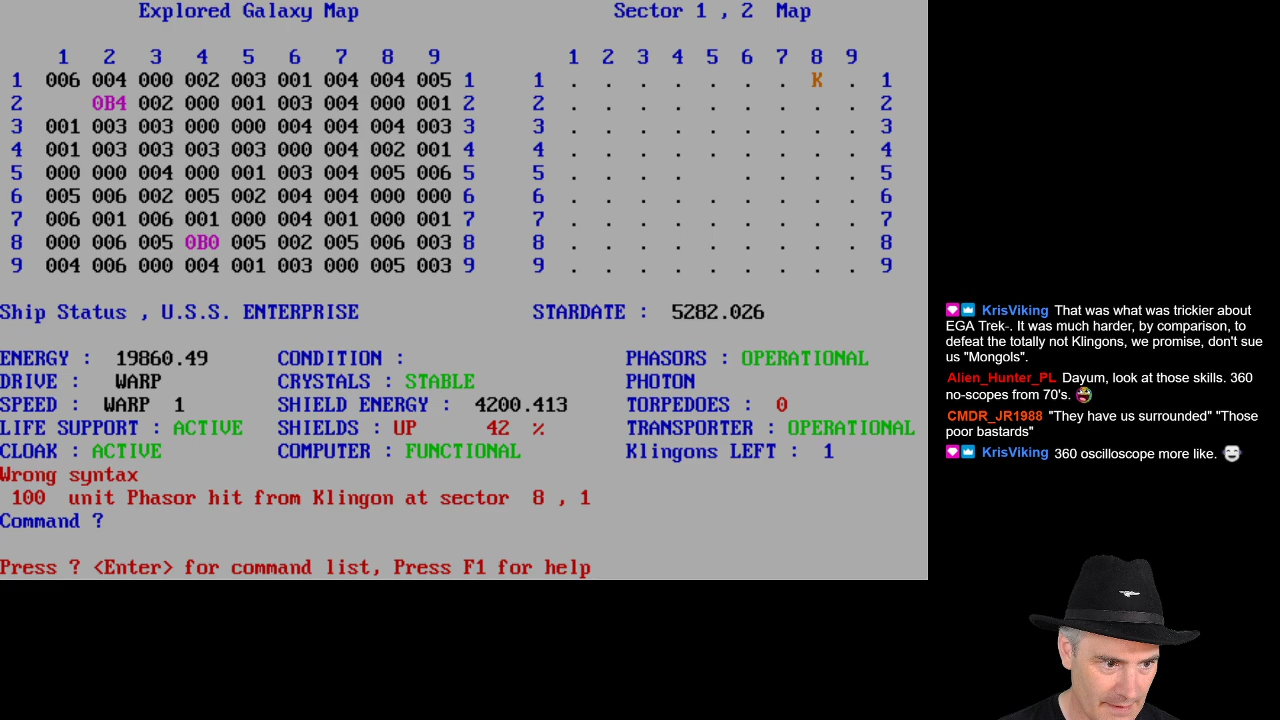 Explored Galaxy Map Sector 1 , 2 Map
1 2 3 4 5 6 7 8 9 1 2 3 4 5 6 7 8 9
1 006 004 000 002 003 001 004 004 005 1 1 . . . . . . . K . 1
2 0B4 002 000 001 003 004 000 001 2 2 . . . . . . . . . 2
3 001 003 003 000 000 004 004 004 003 3 3 . . . . . . . . . 3
4 001 003 003 003 003 000 004 002 001 4 4 . . . . . . . . . 4
5 000 000 004 000 001 003 004 005 006 5 5 . . . . . . . . 5
6 005 006 002 005 002 004 004 000 000 6 6 . . . . . . . . . 6
7 006 001 006 001 000 004 001 000 001 7 7 . . . . . . . . . 7
8 000 006 005 0B0 005 002 005 006 003 8 8 . . . . . . . . . 8
9 004 006 000 004 001 003 000 005 003 9 9 . . . . . . . . . 9
Ship Status , U.S.S. ENTERPRISE STARDATE : 5282.026
ENERGY : 19860.49 CONDITION : PHASORS : OPERATIONAL
DRIVE : WARP CRYSTALS : STABLE PHOTON
SPEED : WARP 1 SHIELD ENERGY : 4200.413 TORPEDOES : 0
LIFE SUPPORT : ACTIVE SHIELDS : UP 42 % TRANSPORTER : OPERATIONAL
CLOAK : ACTIVE COMPUTER : FUNCTIONAL Klingons LEFT : 1
Wrong syntax
100 unit Phasor hit from Klingon at sector 8 , 1
Command ?
Press ? <Enter> for command list, Press F1 for help
KrisViking That was what was trickier about
EGA Trek-. It was much harder, by comparison, to
defeat the totally not Klingons, we promise, don't sue
us "Mongols".
Alien_Hunter_PL Dayum, look at those skills. 360
no-scopes from 70's.
CMDR_JR1988 "They have us surrounded" "Those
poor bastards"
KrisViking 360 oscilloscope more like.